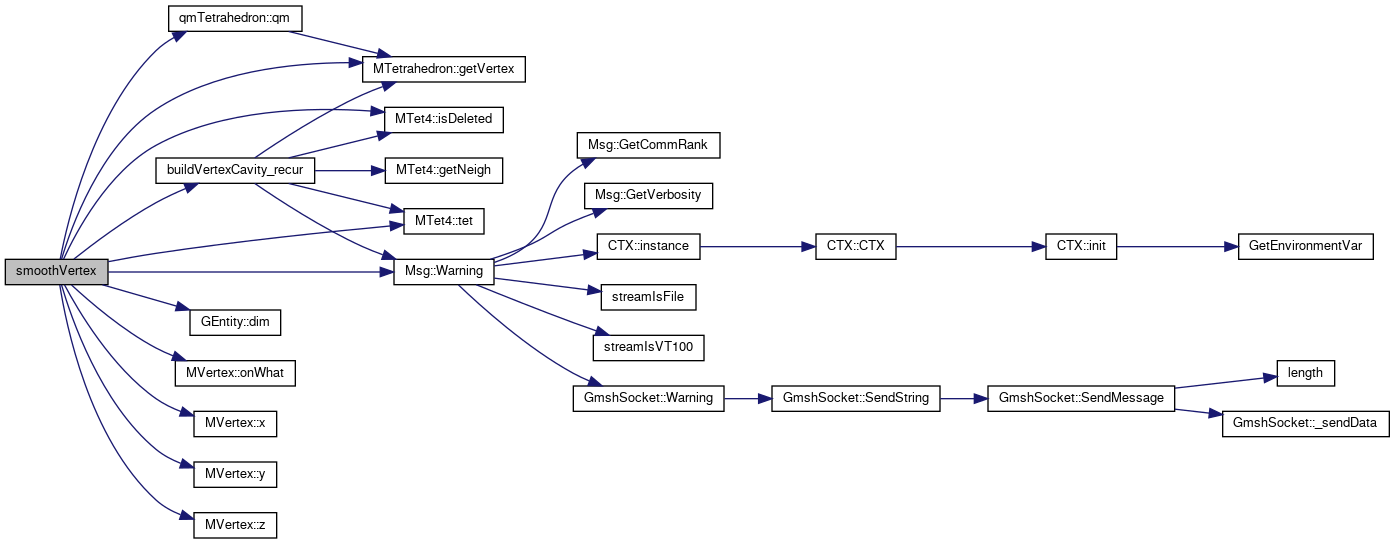 qmTetrahedron::qm
MTetrahedron::getVertex
MTet4::isDeleted
Msg::GetCommRank
buildVertexCavity_recur
MTet4::getNeigh
Msg::GetVerbosity
MTet4::tet
CTX::instance
CTX::CTX
CTX::init
GetEnvironmentVar
smoothVertex
Msg::Warning
streamIsFile
GEntity::dim
streamIsVT100
MVertex::onWhat
length
GmshSocket::Warning
GmshSocket::SendString
GmshSocket::SendMessage
MVertex::x
GmshSocket::_sendData
MVertex::y
MVertex::z